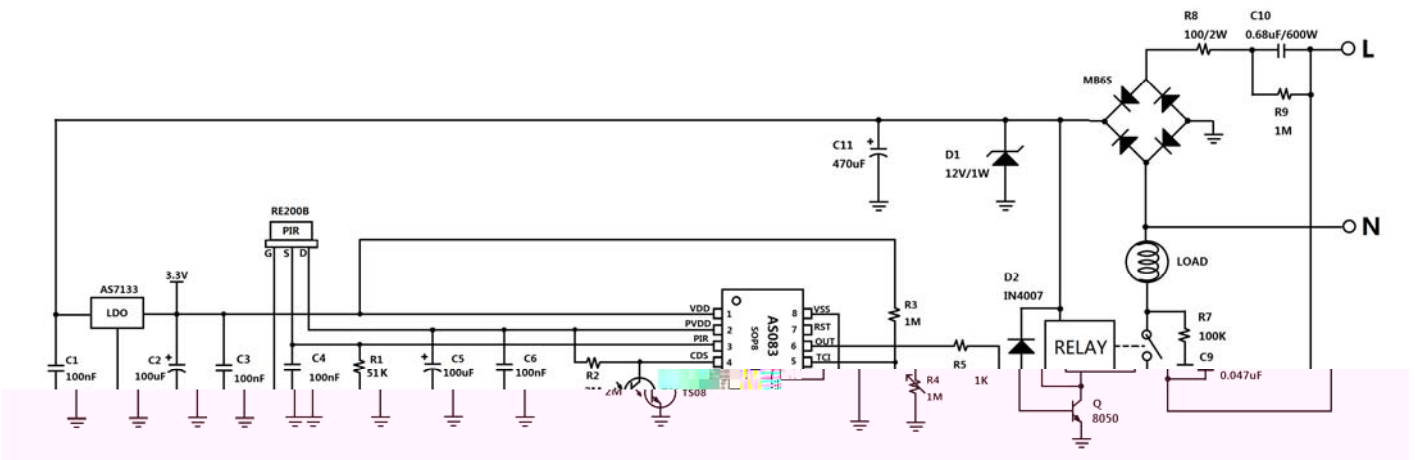 R8
100/2W
C10
0.68uF/600W
L
MB6S
R9
1M
C11
470uF
D1
12V/1W
RE200B
PIR
G S D
N
LOAD
3.3V
AS7133
LDO
D2
IN4007
VDD
1
8
VSS
R3
1M
PVDD
2
AS083
SOP8
7
RST
PIR
3
6
OUT
CDS
4
5
TCI
R7
100K
RELAY
C1
100nF
C2
100uF
C3
100nF
C4
100nF
R1
51K
C5
100uF
C6
100nF
R2
2M
R5
1K
C9
0.047uF
R4
1M
Q
8050